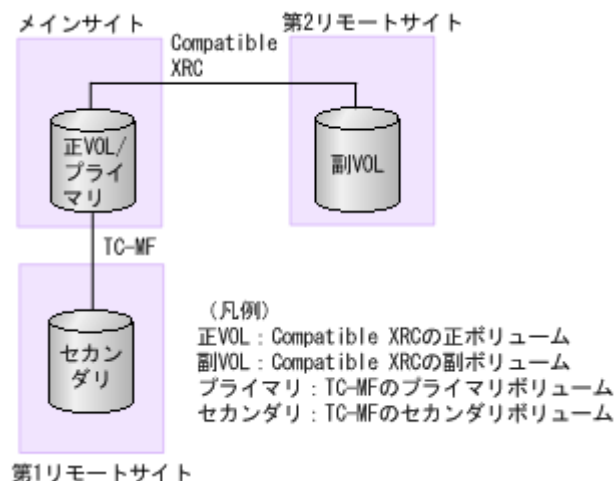 メインサイト
Compatible
XRC
第2リモートサイト
正VOL/
プライ
マリ
副VOL
TC-MF
セカン
ダリ
第1リモートサイト
（凡例）
正VOL：Compatible XRCの正ボリューム
副VOL：Compatible XRCの副ボリューム
プライマリ：TC-MFのプライマリボリューム
セカンダリ：TC-MFのセカンダリボリューム